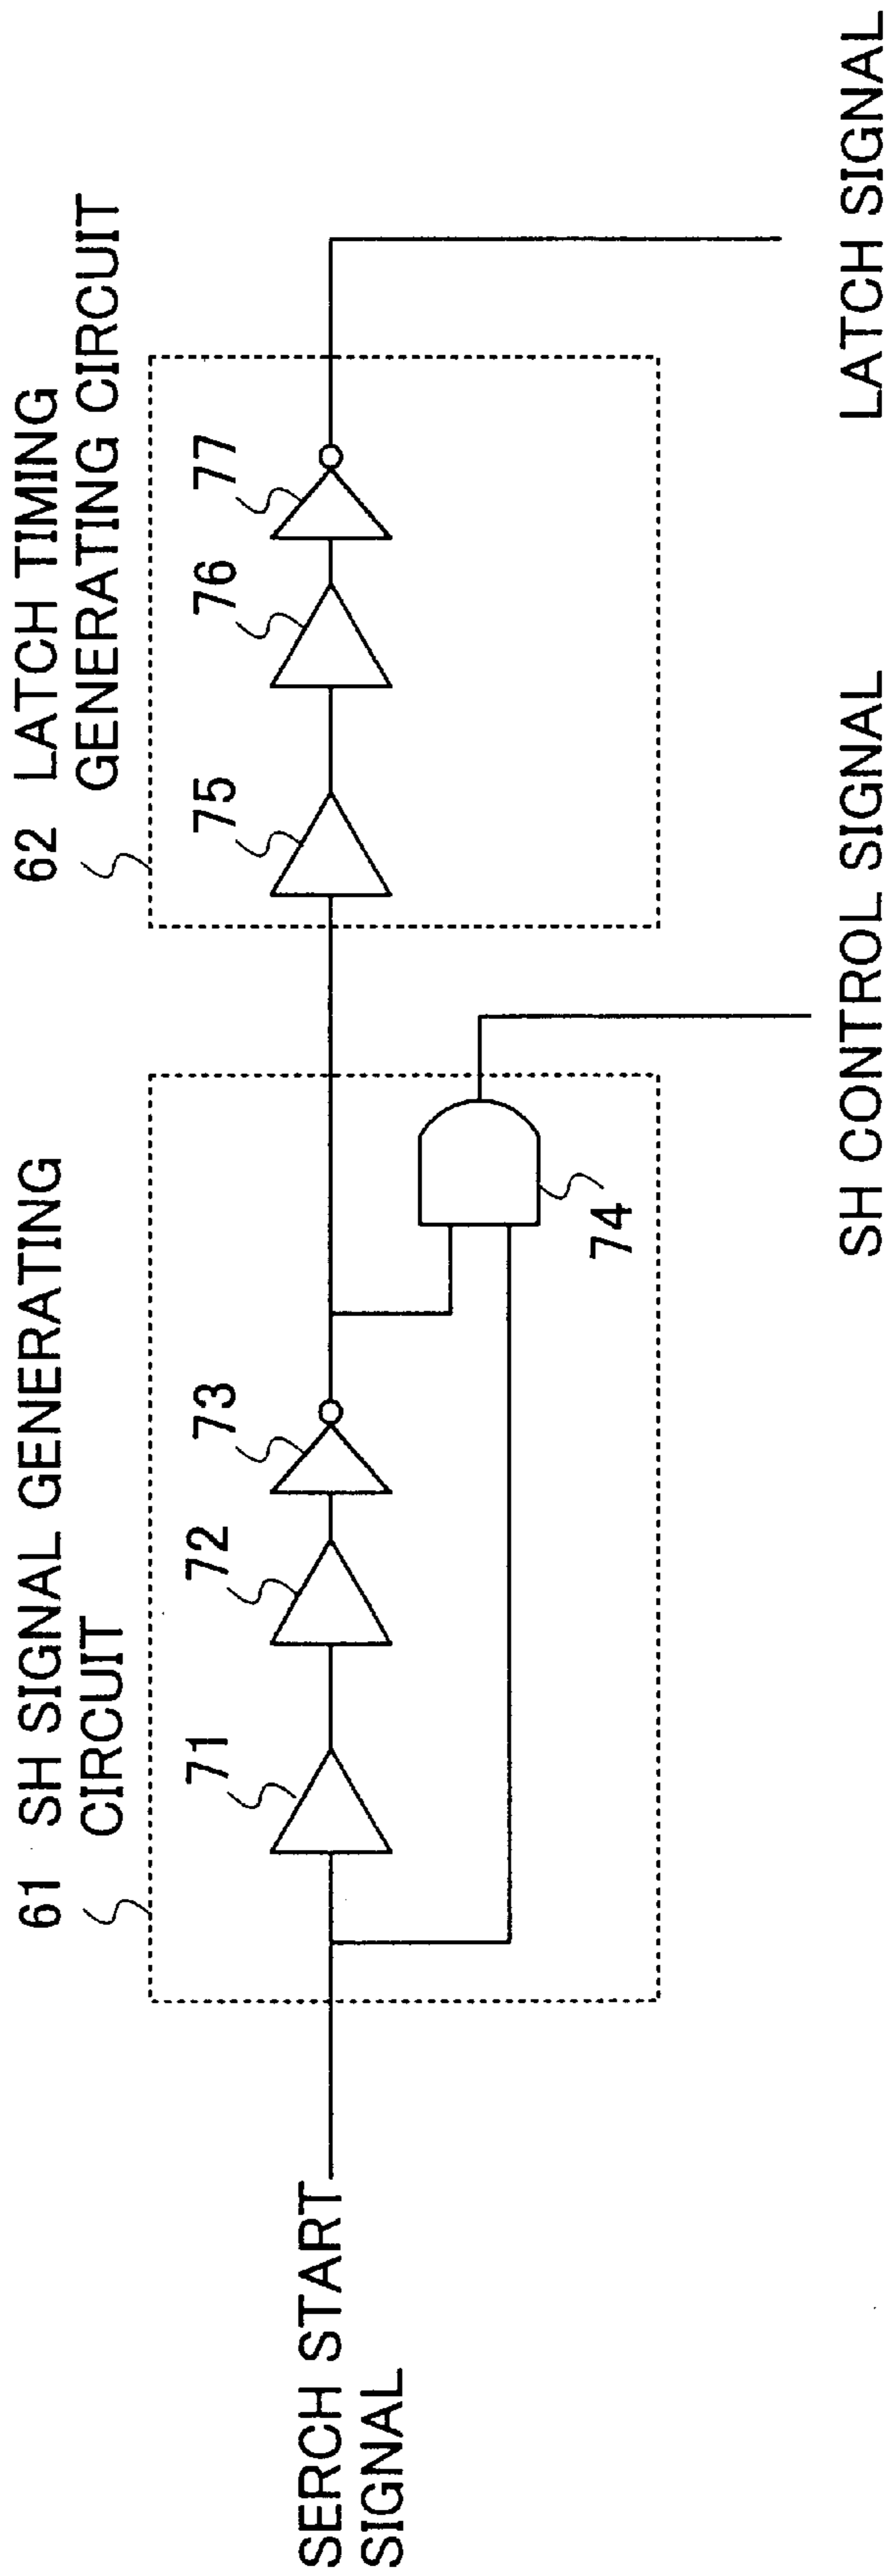 61 SH SIGNAL GENERATING
CIRCUIT
62 LATCH TIMING
GENERATING CIRCUIT
71
72
73
75
76
77
74
SERCH START
SIGNAL
SH CONTROL SIGNAL
LATCH SIGNAL